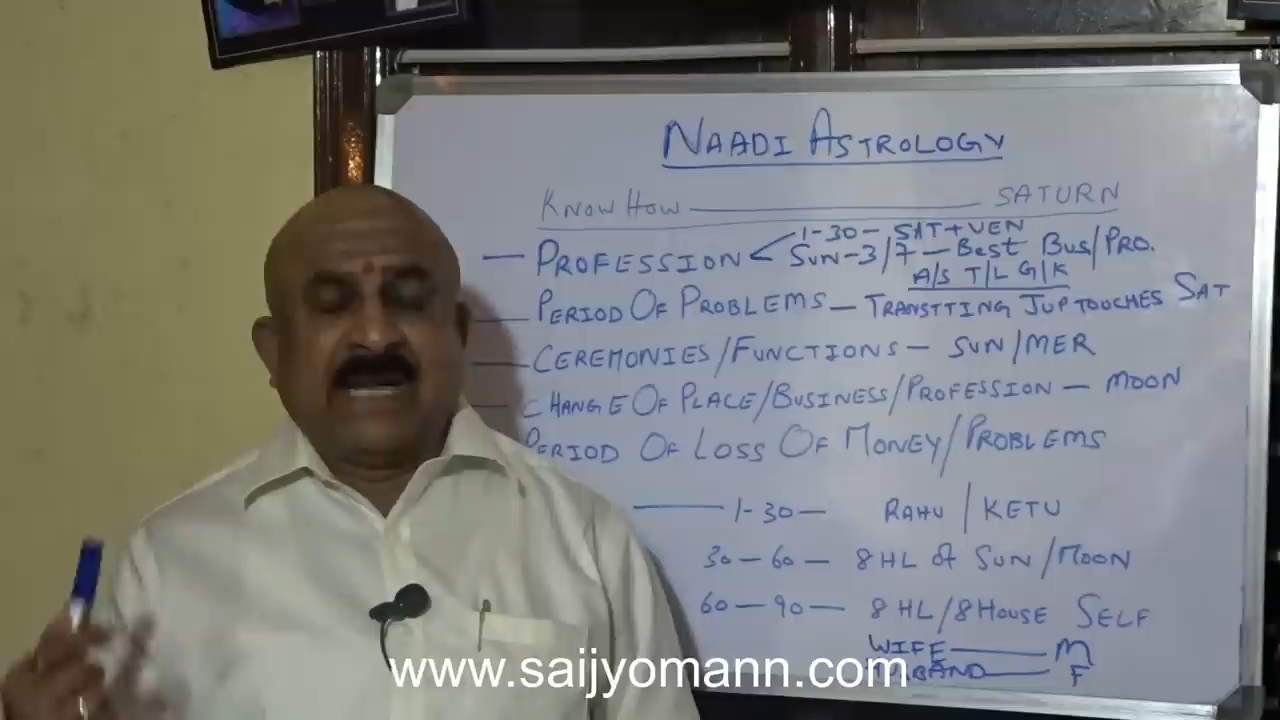 NAADI ASTROLOGY
KNOW HOW ——— SATURN
— PROFESSION < 1-30- SAT+VEN
SUN-3/7 — BEST BUS/PRO.
A/S T/L G/K
— PERIOD OF PROBLEMS — TRANSTTING JUP TOUCHES SAT
— CEREMONIES/FUNCTIONS — SUN/MER
— CHANGE OF PLACE/BUSINESS/PROFESSION — MOON
PERIOD OF LOSS OF MONEY/PROBLEMS
——— 1-30 — RAHU / KETU
30-60 — 8 HL of SUN/MOON
60-90 — 8 HL/8 HOUSE SELF
WIFE ——— M
HUSBAND ——— F
www.saijyomann.com